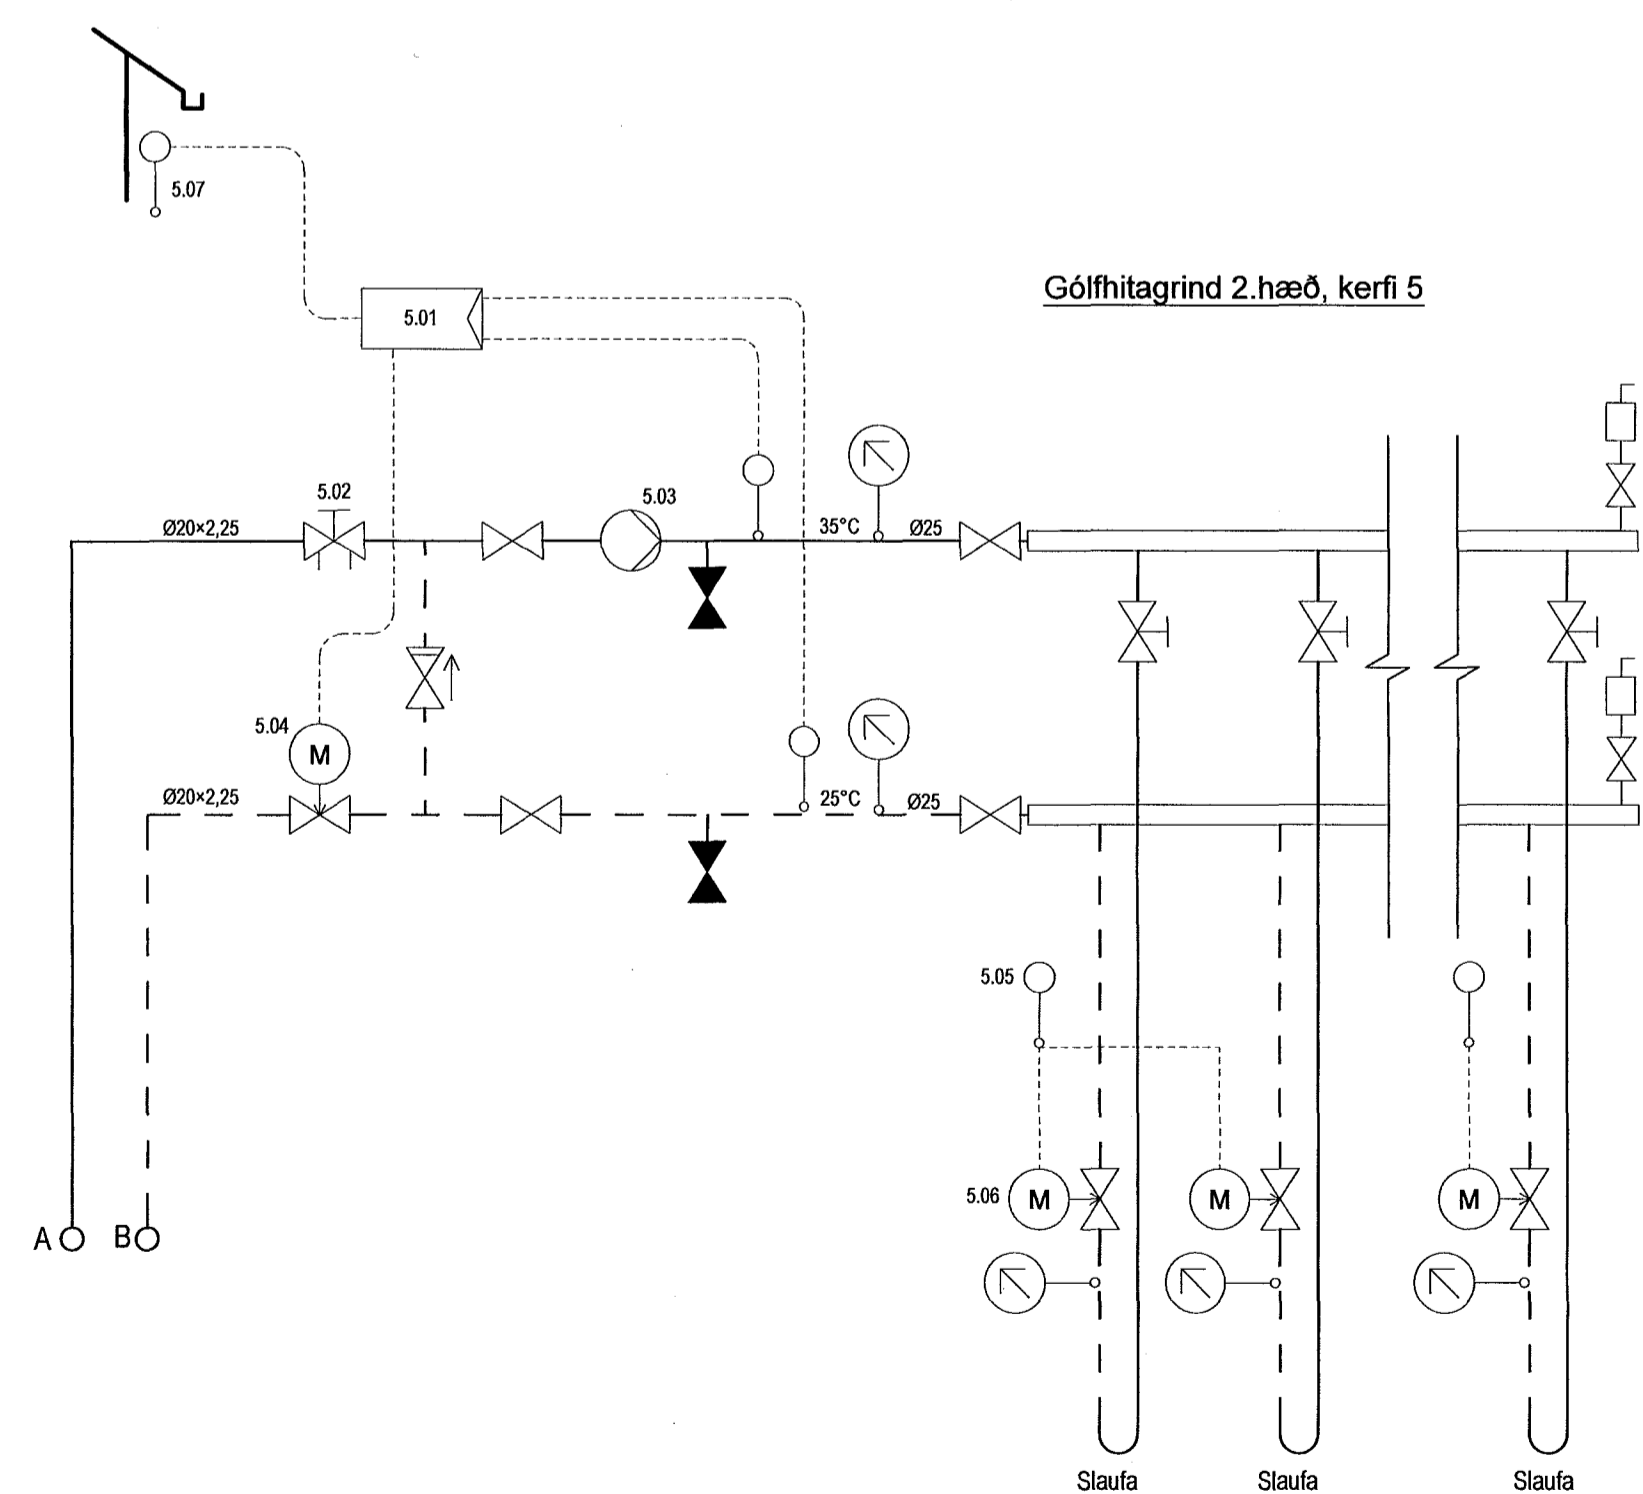 5.07
Gólfhitagrind 2.hæð, kerfi 5
5.01
5.02
5.03
Ø20×2,25
35°C
Ø25
5.04
M
Ø20×2,25
25°C
Ø25
5.05
5.06
M
M
M
A
B
Slaufa
Slaufa
Slaufa